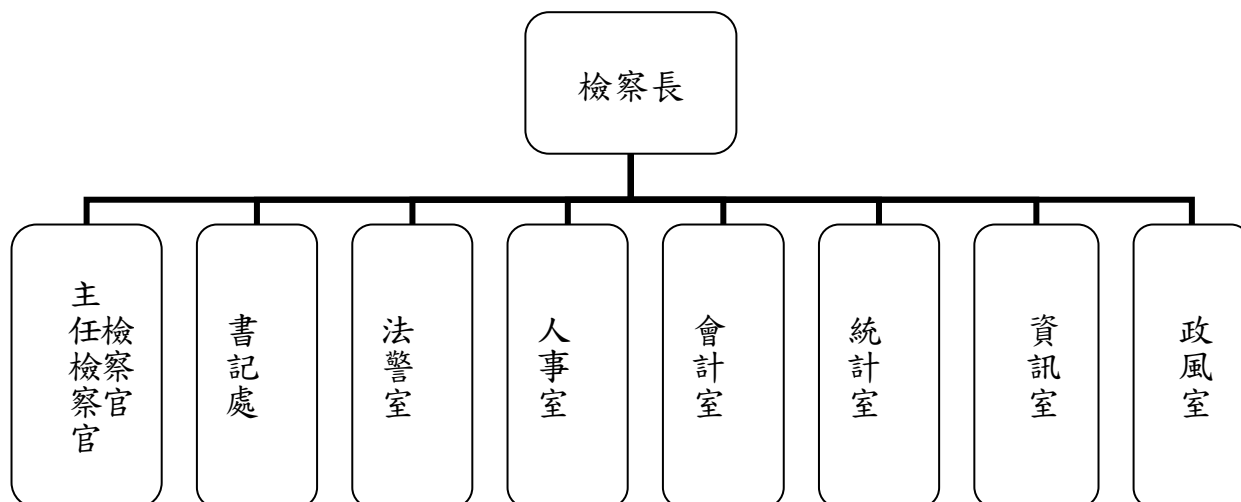 檢察長
主任檢察官
檢察官
書記處
法警室
人事室
會計室
統計室
資訊室
政風室